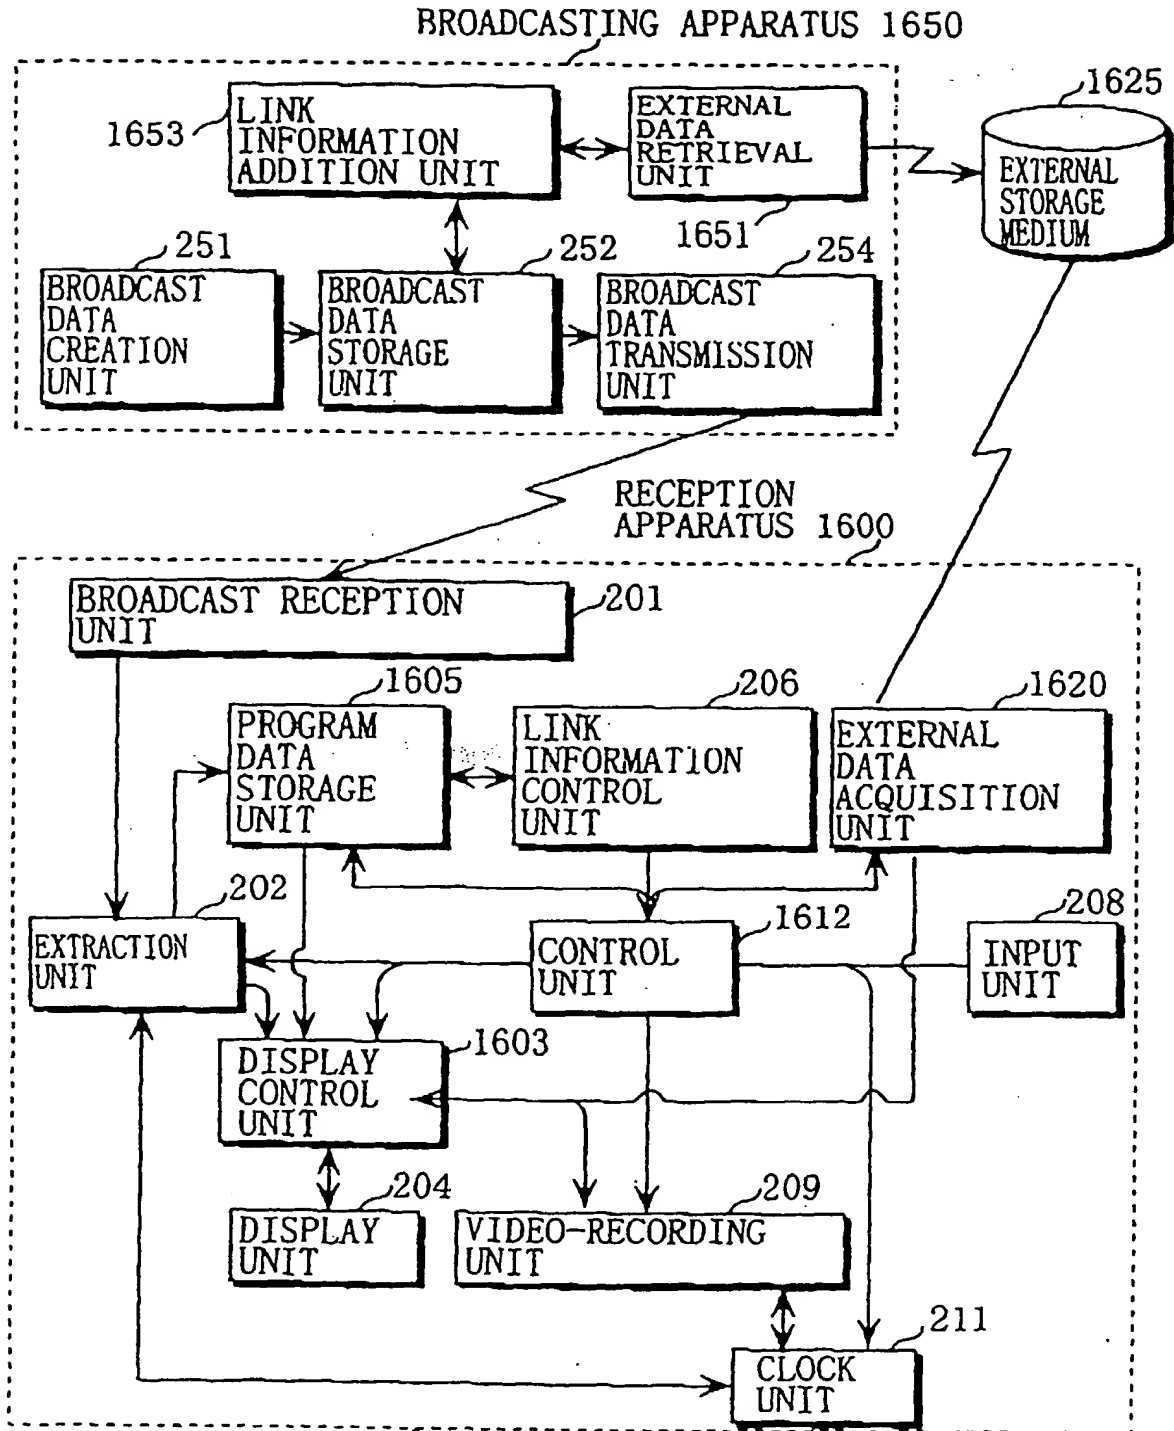 BROADCASTING APPARATUS 1650
1625
1653
LINK
INFORMATION
ADDITION UNIT
EXTERNAL
DATA
RETRIEVAL
UNIT
EXTERNAL
STORAGE
MEDIUM
1651
251
252
254
BROADCAST
DATA
CREATION
UNIT
BROADCAST
DATA
STORAGE
UNIT
BROADCAST
DATA
TRANSMISSION
UNIT
RECEPTION
APPARATUS 1600
BROADCAST RECEPTION
UNIT
201
1605
206
1620
PROGRAM
DATA
STORAGE
UNIT
LINK
INFORMATION
CONTROL
UNIT
EXTERNAL
DATA
ACQUISITION
UNIT
202
1612
208
EXTRACTION
UNIT
CONTROL
UNIT
INPUT
UNIT
1603
DISPLAY
CONTROL
UNIT
204
209
DISPLAY
UNIT
VIDEO-RECORDING
UNIT
211
CLOCK
UNIT